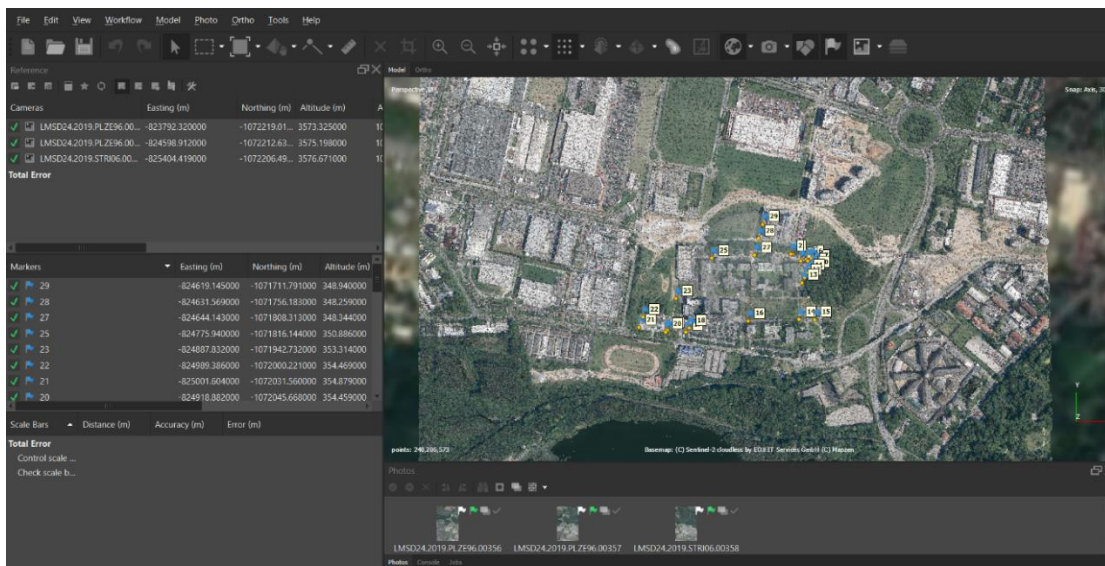 File Edit View Workflow Model Photo Ortho Tools Help
Reference
Cameras Easting (m) Northing (m) Altitude (m)
LMSD24.2019.PLZE96.00... -823792.320000 -1072219.01... 3573.325000
LMSD24.2019.PLZE96.00... -824598.912000 -1072212.63... 3575.198000
LMSD24.2019.STRI06.00... -825404.419000 -1072206.49... 3576.671000
Total Error
Markers Easting (m) Northing (m) Altitude (m)
29 -824619.145000 -1071711.791000 348.940000
28 -824631.569000 -1071756.183000 348.259000
27 -824644.143000 -1071808.313000 348.344000
25 -824775.940000 -1071816.144000 350.886000
23 -824887.832000 -1071942.732000 353.314000
22 -824989.386000 -1072000.221000 354.469000
21 -825001.604000 -1072031.560000 354.879000
20 -824918.882000 -1072045.668000 354.459000
Scale Bars Distance (m) Accuracy (m) Error (m)
Total Error
Control scale ...
Check scale b...
Model Ortho
Perspective
Snap: Axis, 3D
29
28
27
25
23
22
21
20
18
16
14
15
17
Y
Z
points: 248,206,573
Basemap: (C) Sentinel-2 cloudless by EOX IT Services GmbH (C) Mapzen
Photos
LMSD24.2019.PLZE96.00356 LMSD24.2019.PLZE96.00357 LMSD24.2019.STRI06.00358
Photos Console Jobs